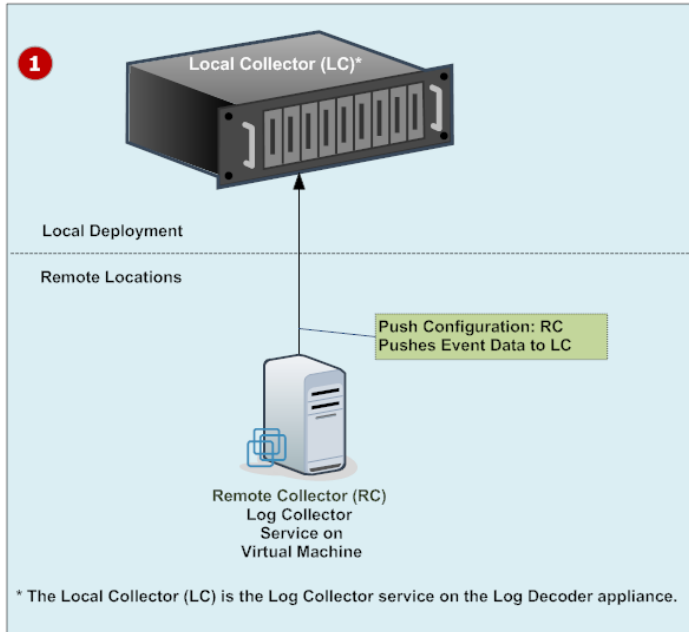 1
Local Collector (LC)*
Local Deployment
Remote Locations
Push Configuration: RC
Pushes Event Data to LC
Remote Collector (RC)
Log Collector
Service on
Virtual Machine
* The Local Collector (LC) is the Log Collector service on the Log Decoder appliance.